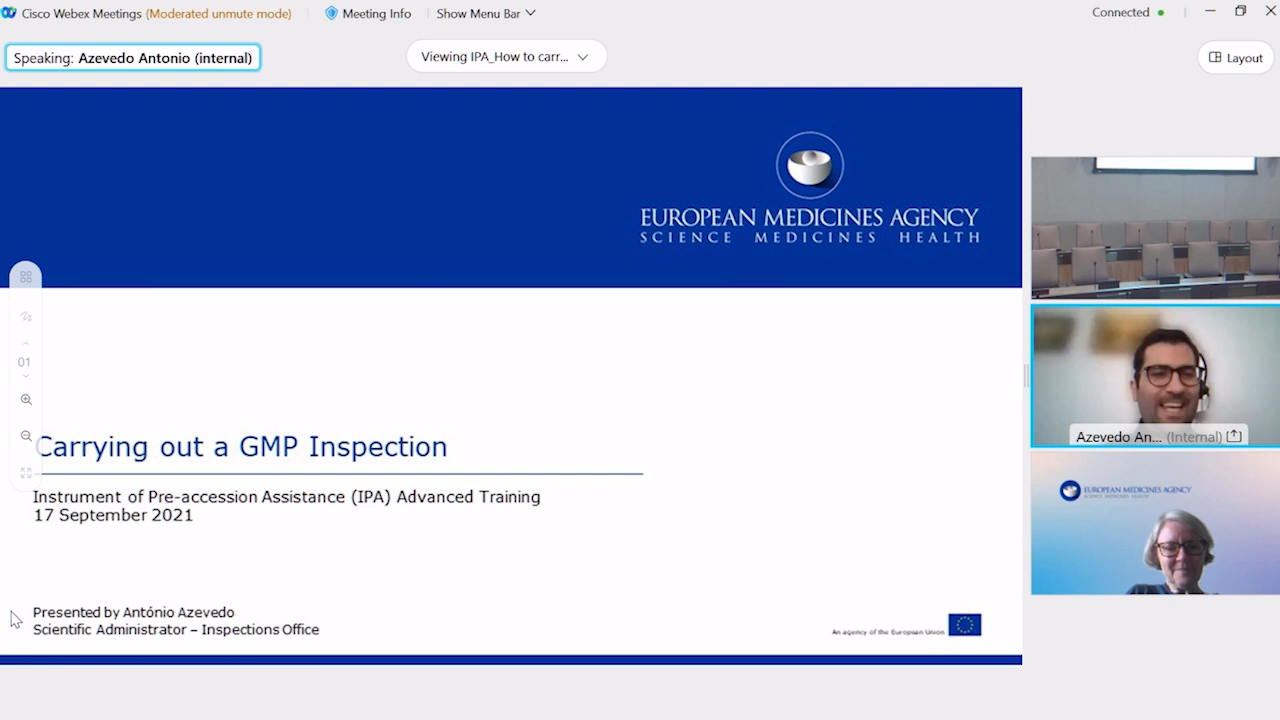 Cisco Webex Meetings (Moderated unmute mode)
Meeting Info
Show Menu Bar
Connected
Speaking: Azevedo Antonio (internal)
Viewing IPA_How to carr...
Layout
EUROPEAN MEDICINES AGENCY
SCIENCE MEDICINES HEALTH
01
Carrying out a GMP Inspection
Instrument of Pre-accession Assistance (IPA) Advanced Training
17 September 2021
Presented by António Azevedo
Scientific Administrator – Inspections Office
An agency of the European Union
Azevedo An... (Internal)
EUROPEAN MEDICINES AGENCY
SCIENCE MEDICINES HEALTH